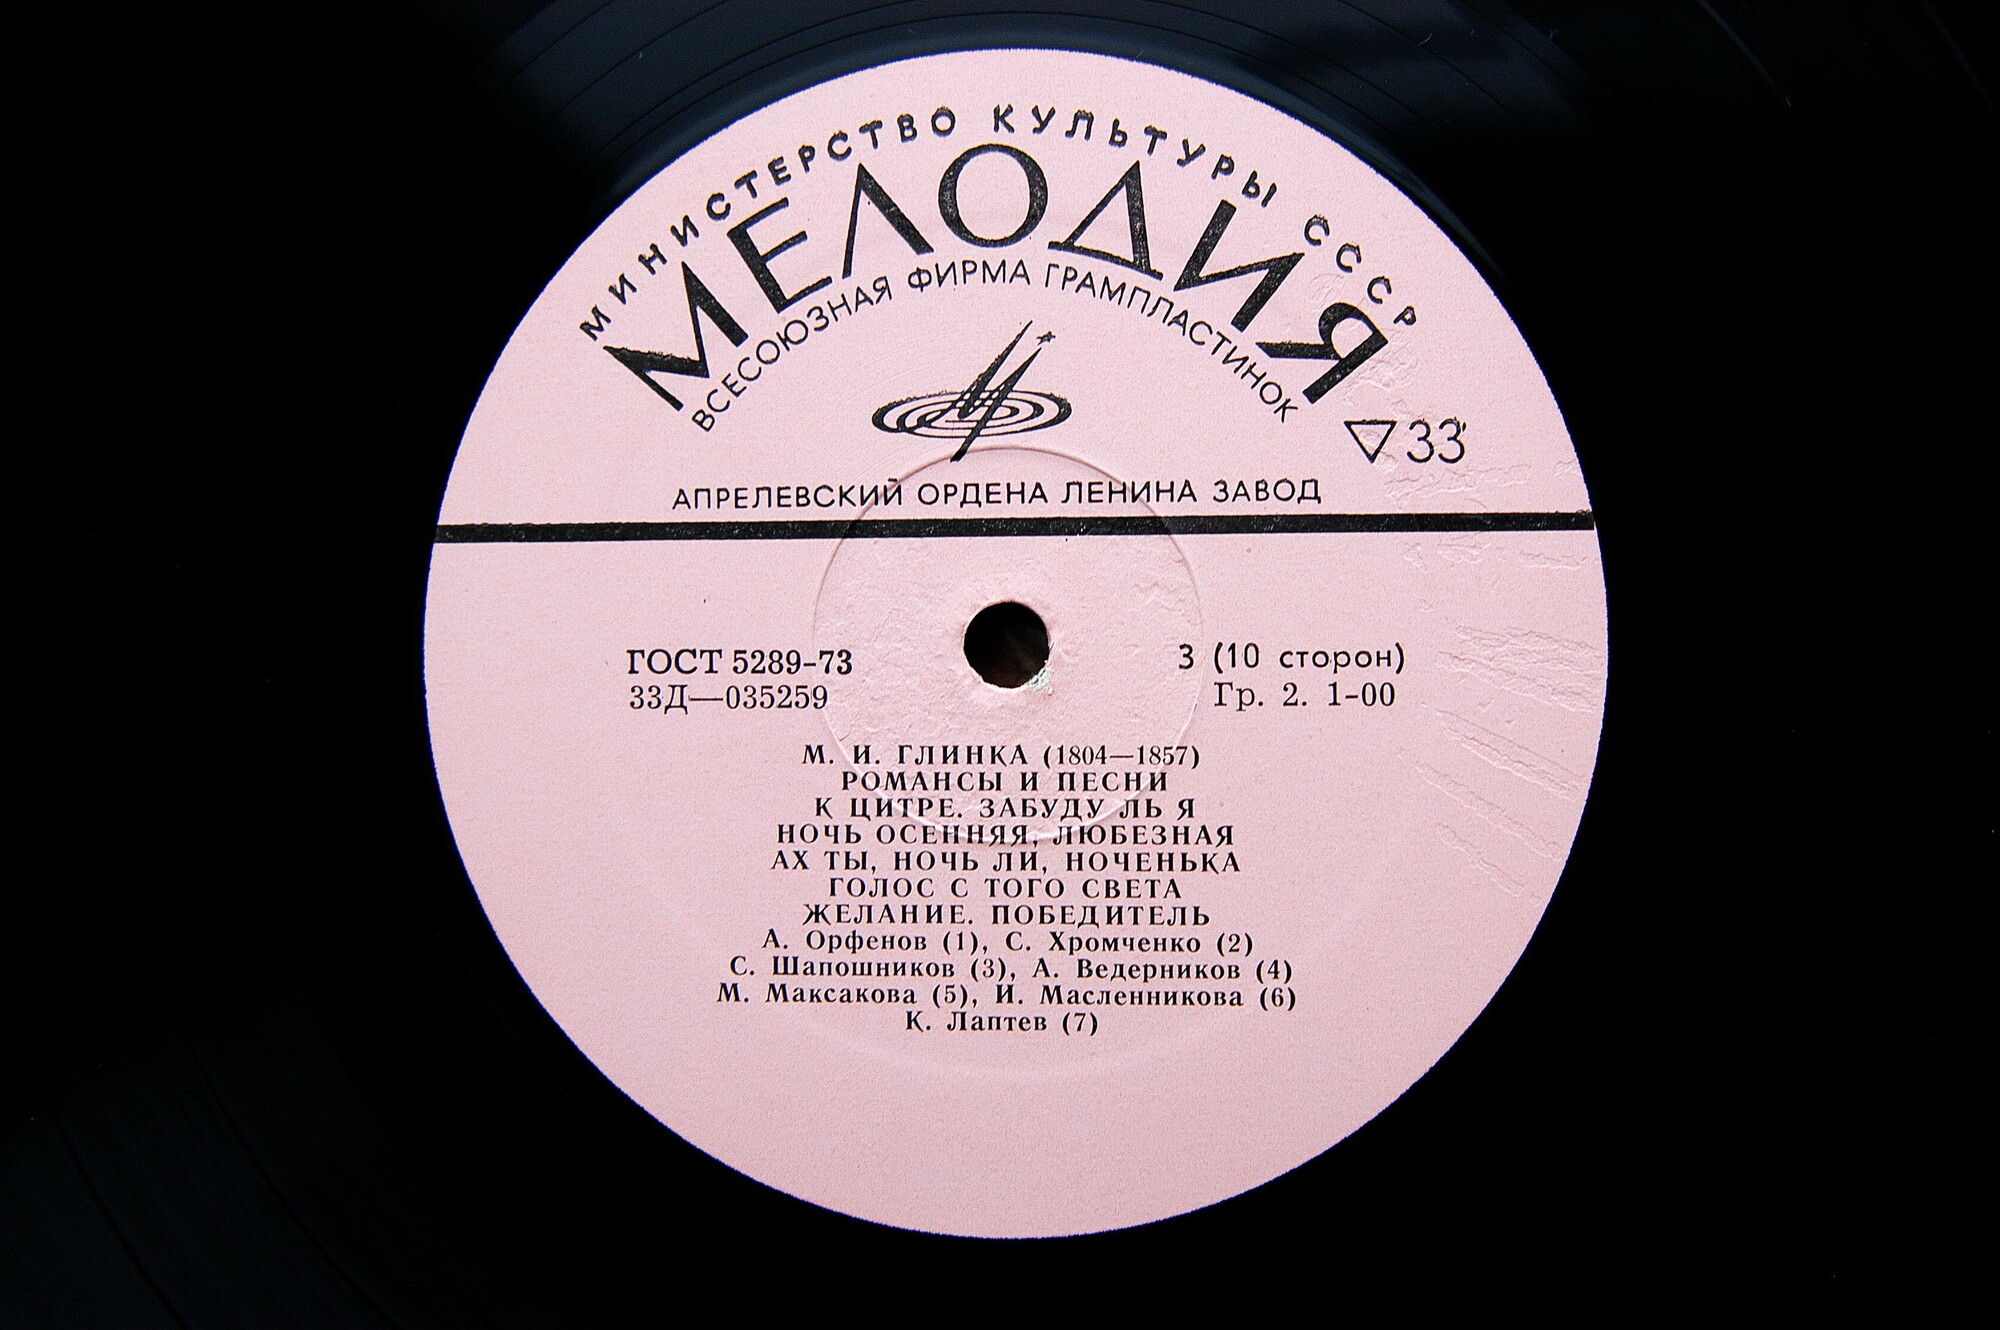 МИНИСТЕРСТВО КУЛЬТУРЫ СССР
МЕЛОДИЯ
ВСЕСОЮЗНАЯ ФИРМА ГРАМПЛАСТИНОК
33
АПРЕЛЕВСКИЙ ОРДЕНА ЛЕНИНА ЗАВОД
ГОСТ 5289-73
33Д—035259
3 (10 сторон)
Гр. 2. 1-00
М. И. ГЛИНКА (1804—1857)
РОМАНСЫ И ПЕСНИ
К ЦИТРЕ. ЗАБУДУ ЛЬ Я
НОЧЬ ОСЕННЯЯ, ЛЮБЕЗНАЯ
АХ ТЫ, НОЧЬ ЛИ, НОЧЕНЬКА
ГОЛОС С ТОГО СВЕТА
ЖЕЛАНИЕ. ПОБЕДИТЕЛЬ
А. Орфенов (1), С. Хромченко (2)
С. Шапошников (3), А. Ведерников (4)
М. Максакова (5), И. Масленникова (6)
К. Лаптев (7)